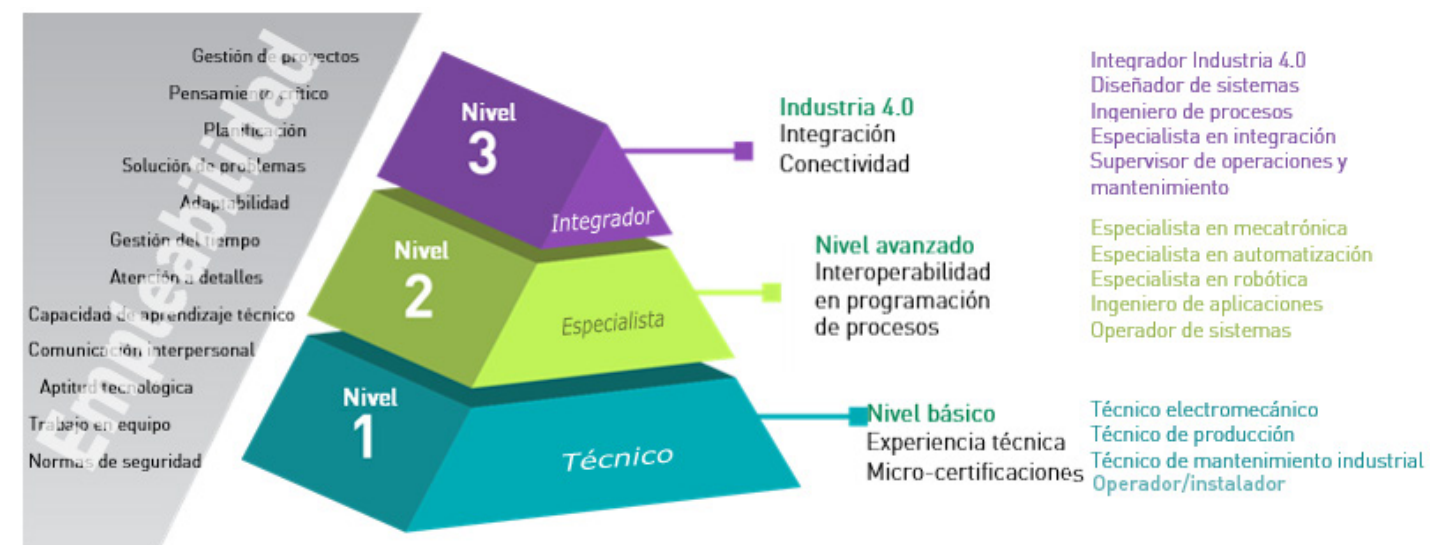 Empleabilidad
Gestión de proyectos
Pensamiento crítico
Planificación
Solución de problemas
Adaptabilidad
Gestión del tiempo
Atención a detalles
Capacidad de aprendizaje técnico
Comunicación interpersonal
Aptitud tecnologica
Trabajo en equipo
Normas de seguridad
Nivel
3
Integrador
Industria 4.0
Integración
Conectividad
Integrador Industria 4.0
Diseñador de sistemas
Ingeniero de procesos
Especialista en integración
Supervisor de operaciones y
mantenimiento
Nivel
2
Especialista
Nivel avanzado
Interoperabilidad
en programación
de procesos
Especialista en mecatrónica
Especialista en automatización
Especialista en robótica
Ingeniero de aplicaciones
Operador de sistemas
Nivel
1
Técnico
Nivel básico
Experiencia técnica
Micro-certificaciones
Técnico electromecánico
Técnico de producción
Técnico de mantenimiento industrial
Operador/instalador